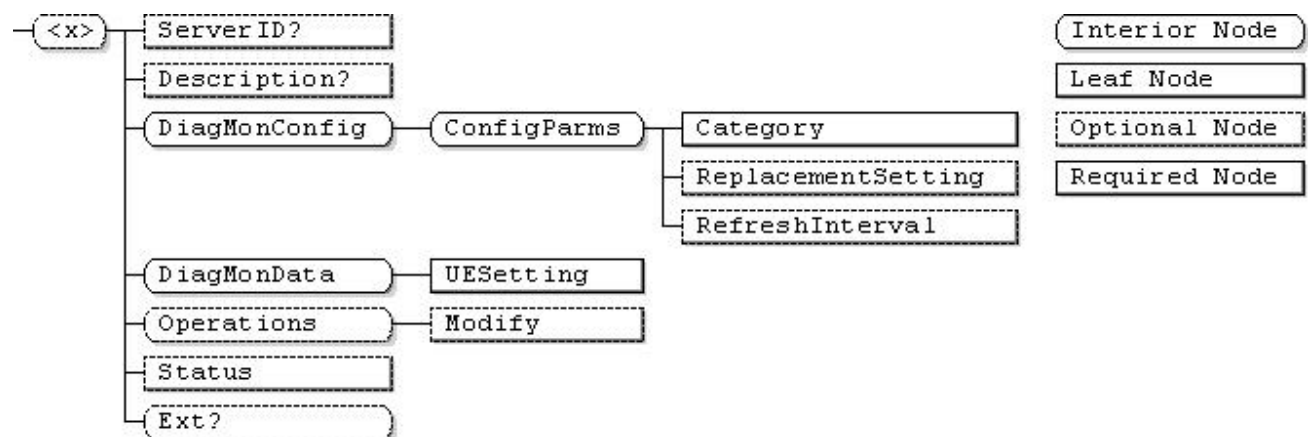 <x> ServerID? Interior Node
Description? Leaf Node
DiagMonConfig ConfigParms Category Optional Node
ReplacementSetting Required Node
RefreshInterval
DiagMonData UESetting
Operations Modify
Status
Ext?